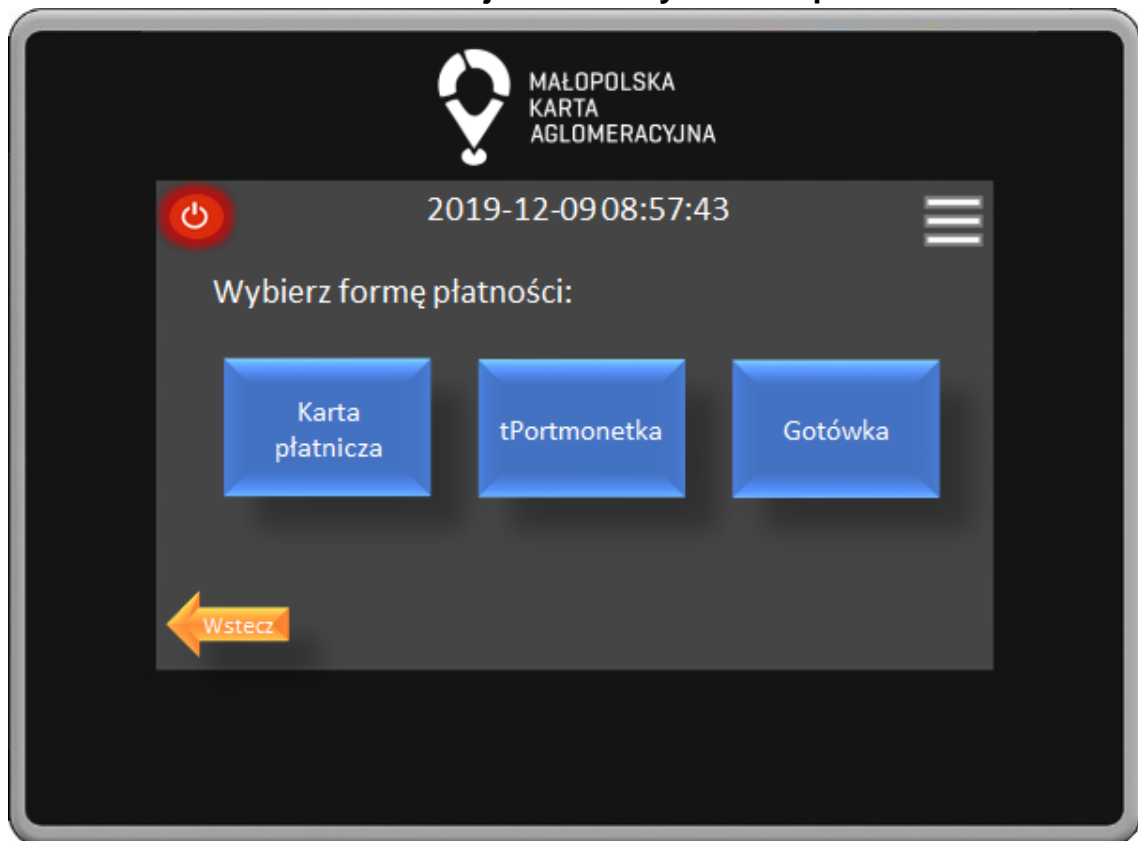 MAŁOPOLSKA
KARTA
AGLOMERACYJNA
2019-12-09 08:57:43
Wybierz formę płatności:
Karta
płatnicza
tPortmonetka
Gotówka
Wstecz